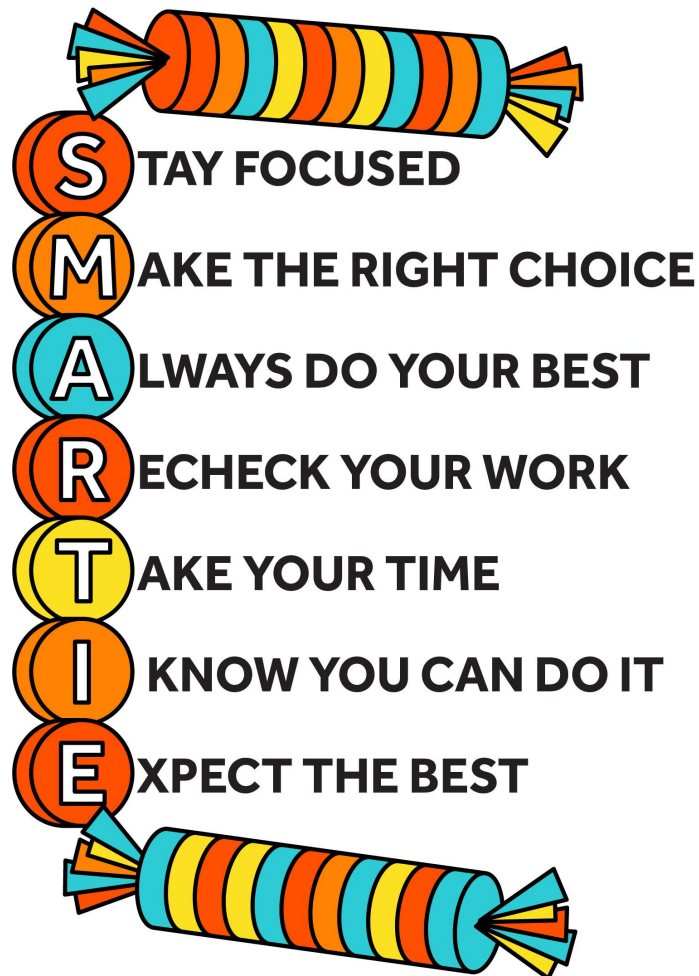 STAY FOCUSED
MAKE THE RIGHT CHOICE
ALWAYS DO YOUR BEST
RECHECK YOUR WORK
TAKE YOUR TIME
I KNOW YOU CAN DO IT
EXPECT THE BEST